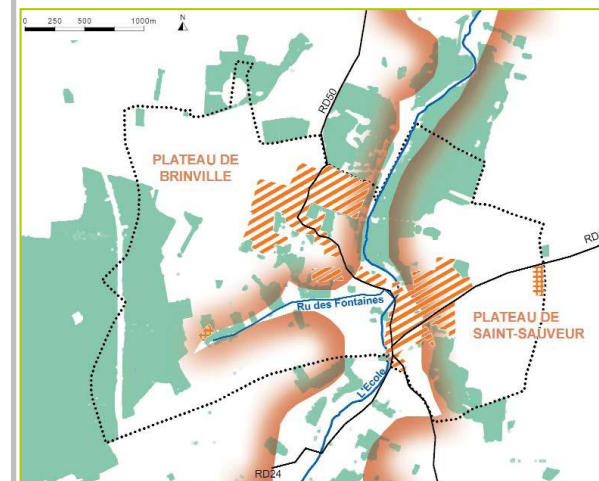 0 250 500 1000m
N
RD50
PLATEAU DE
BRINVILLE
RD
Ru des Fontaines
PLATEAU DE
SAINT-SAUVEUR
L'Ecole
RD24